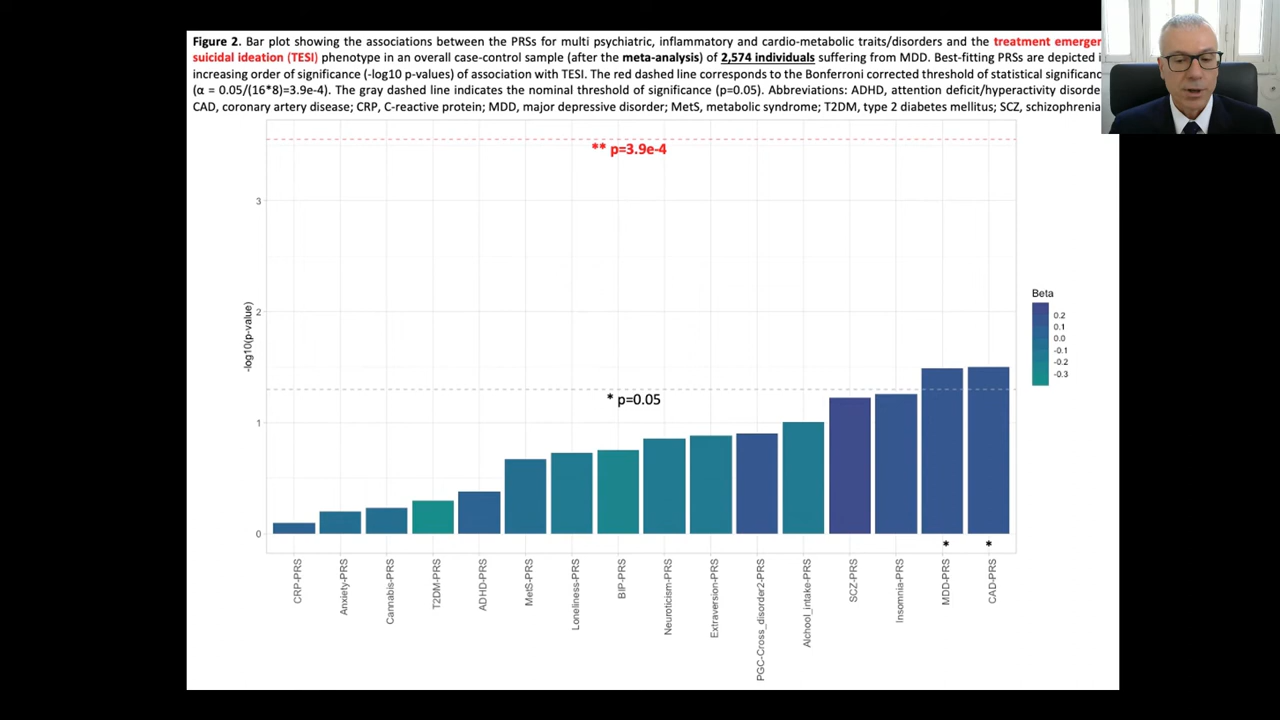 Figure 2. Bar plot showing the associations between the PRSs for multi psychiatric, inflammatory and cardio-metabolic traits/disorders and the treatment emerger
suicidal ideation (TESI) phenotype in an overall case-control sample (after the meta-analysis) of 2,574 individuals suffering from MDD. Best-fitting PRSs are depicted i
increasing order of significance (-log10 p-values) of association with TESI. The red dashed line corresponds to the Bonferroni corrected threshold of statistical significanc
(α = 0.05/(16*8)=3.9e-4). The gray dashed line indicates the nominal threshold of significance (p=0.05). Abbreviations: ADHD, attention deficit/hyperactivity disorde
CAD, coronary artery disease; CRP, C-reactive protein; MDD, major depressive disorder; MetS, metabolic syndrome; T2DM, type 2 diabetes mellitus; SCZ, schizophrenia
** p=3.9e-4
3
2
1
0
-log10(p-value)
* p=0.05
Beta
0.2
0.1
0.0
-0.1
-0.2
-0.3
* *
CRP-PRS
Anxiety-PRS
Cannabis-PRS
T2DM-PRS
ADHD-PRS
MetS-PRS
Loneliness-PRS
BIP-PRS
Neuroticism-PRS
Extraversion-PRS
PGC-Cross_disorder2-PRS
Alchool_intake-PRS
SCZ-PRS
Insomnia-PRS
MDD-PRS
CAD-PRS